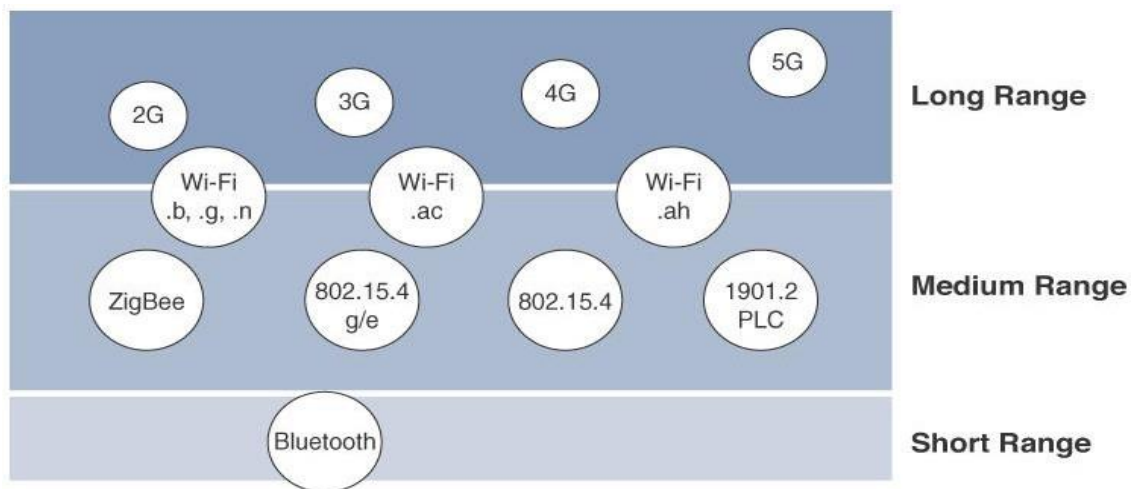 2G
3G
4G
5G
Long Range
Wi-Fi
.b, .g, .n
Wi-Fi
.ac
Wi-Fi
.ah
ZigBee
802.15.4
g/e
802.15.4
1901.2
PLC
Medium Range
Bluetooth
Short Range